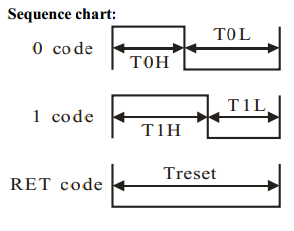 Sequence chart:
0 code
T0H
T0L
1 code
T1H
T1L
RET code
Treset